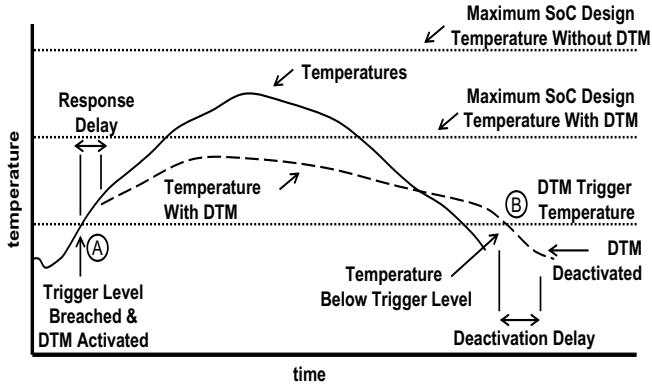 Maximum SoC Design
Temperature Without DTM
Temperatures
Response
Delay
Maximum SoC Design
Temperature With DTM
temperature
Temperature
With DTM
B
DTM Trigger
Temperature
A
Trigger Level
Breached &
DTM Activated
Temperature
Below Trigger Level
DTM
Deactivated
Deactivation Delay
time